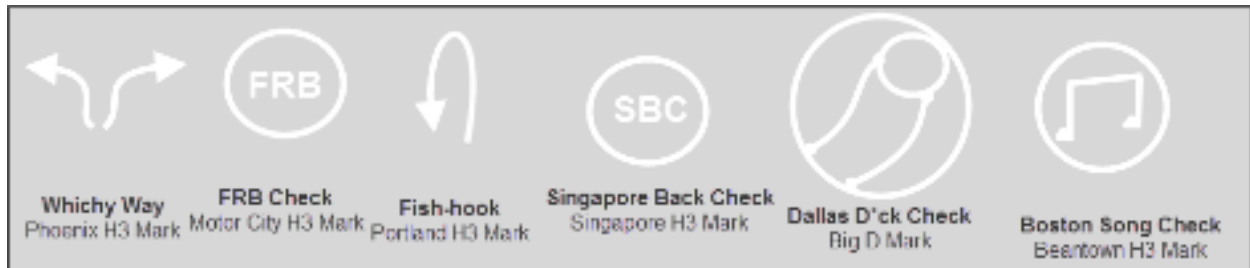 FRB
SBC
Whichy Way
Phoenix H3 Mark
FRB Check
Motor City H3 Mark
Fish-hook
Portland H3 Mark
Singapore Back Check
Singapore H3 Mark
Dallas D*ck Check
Big D Mark
Boston Song Check
Beantown H3 Mark